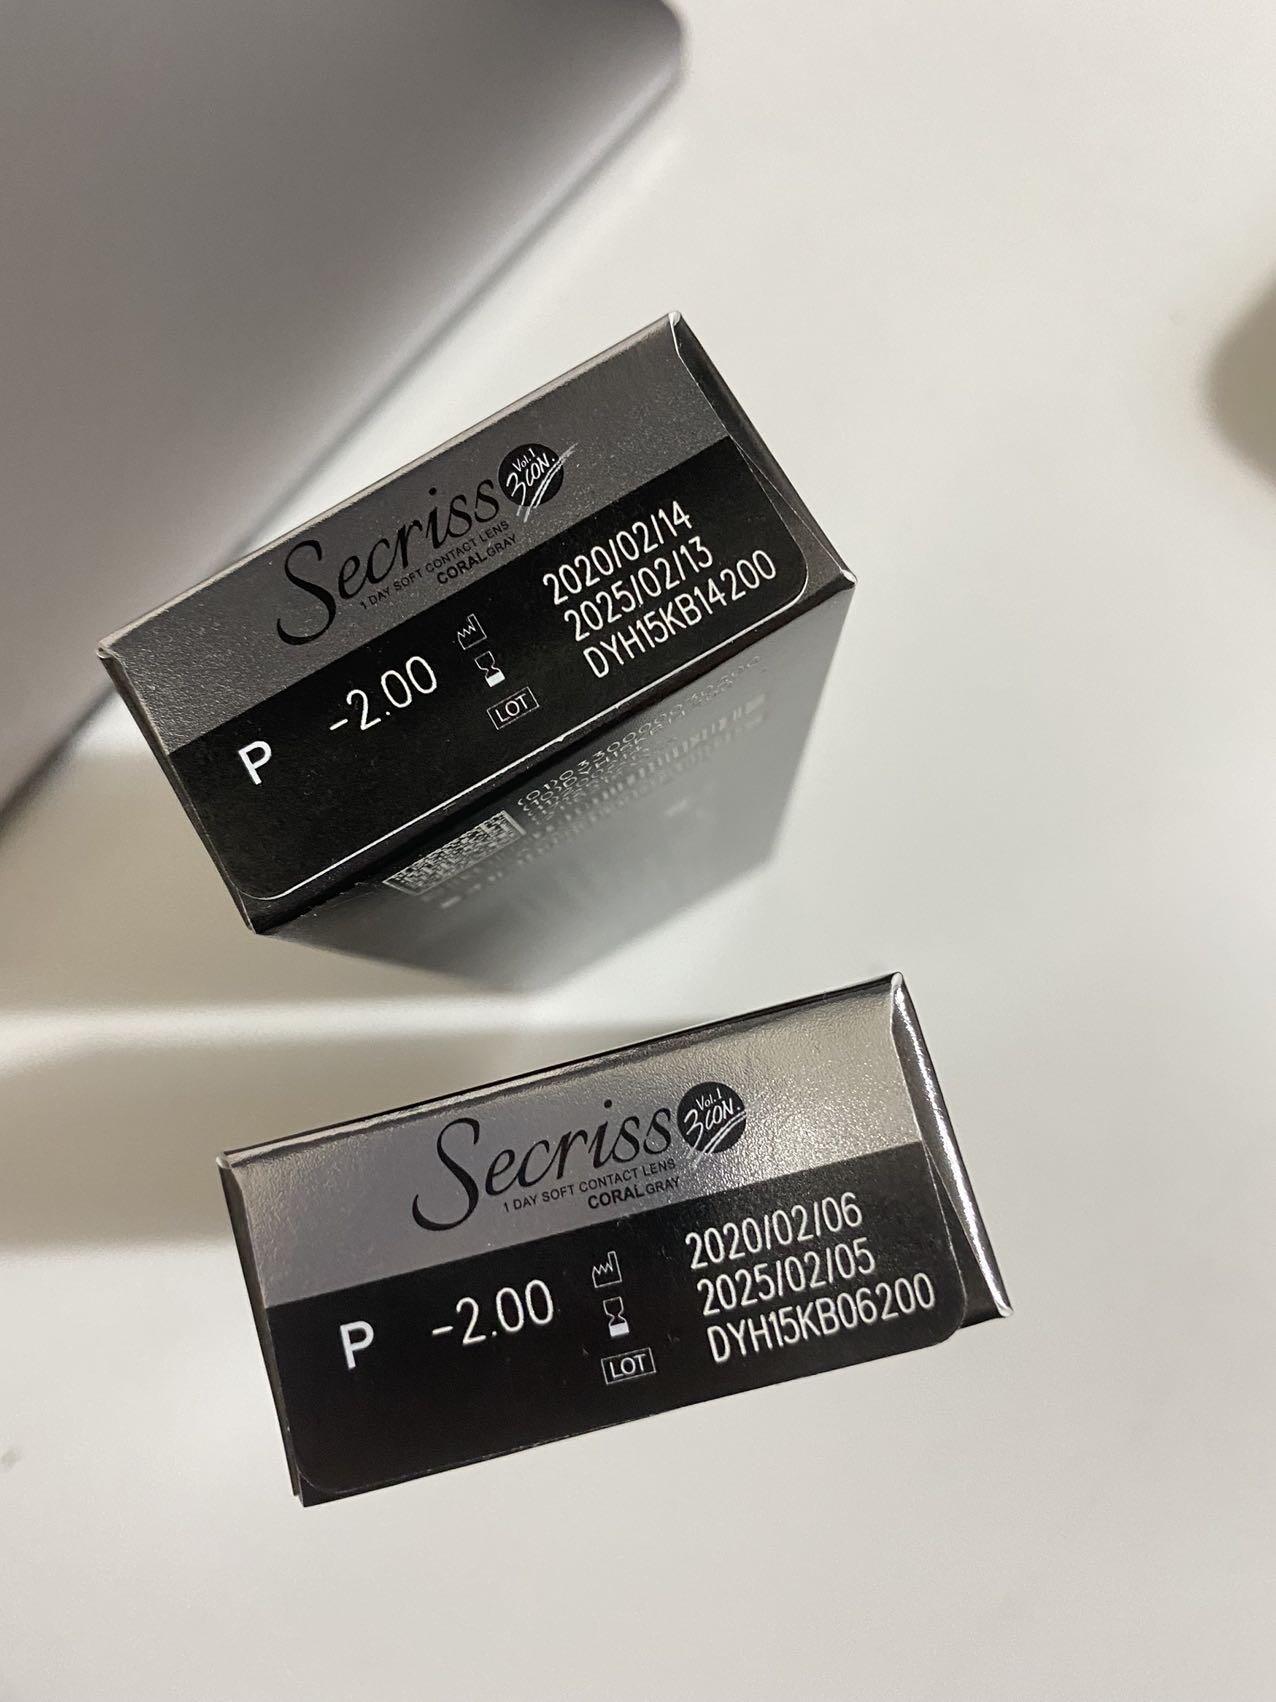 Secriss
Vol.1
3CON.
1 DAY SOFT CONTACT LENS
CORAL GRAY
P -2.00
2020/02/14
2025/02/13
LOT DYH15KB14200
Secriss
Vol.1
3CON.
1 DAY SOFT CONTACT LENS
CORAL GRAY
P -2.00
2020/02/06
2025/02/05
LOT DYH15KB06200